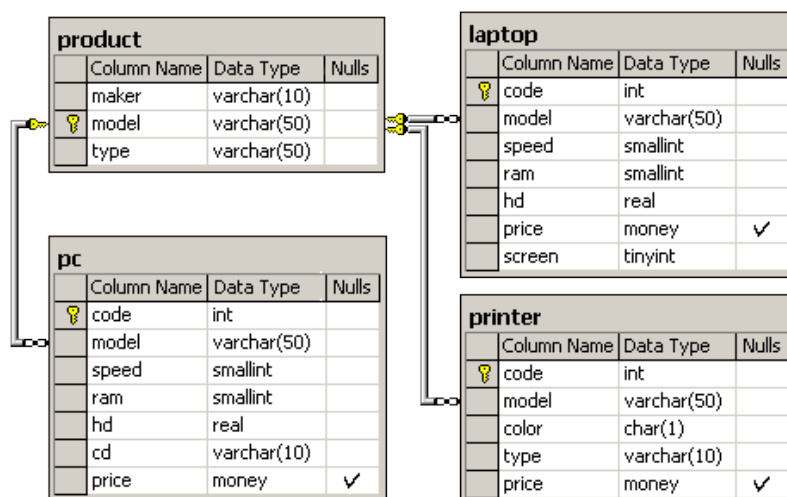 product
Column Name Data Type Nulls
maker varchar(10)
model varchar(50)
type varchar(50)
laptop
Column Name Data Type Nulls
code int
model varchar(50)
speed smallint
ram smallint
hd real
price money
screen tinyint
pc
Column Name Data Type Nulls
code int
model varchar(50)
speed smallint
ram smallint
hd real
cd varchar(10)
price money
printer
Column Name Data Type Nulls
code int
model varchar(50)
color char(1)
type varchar(10)
price money